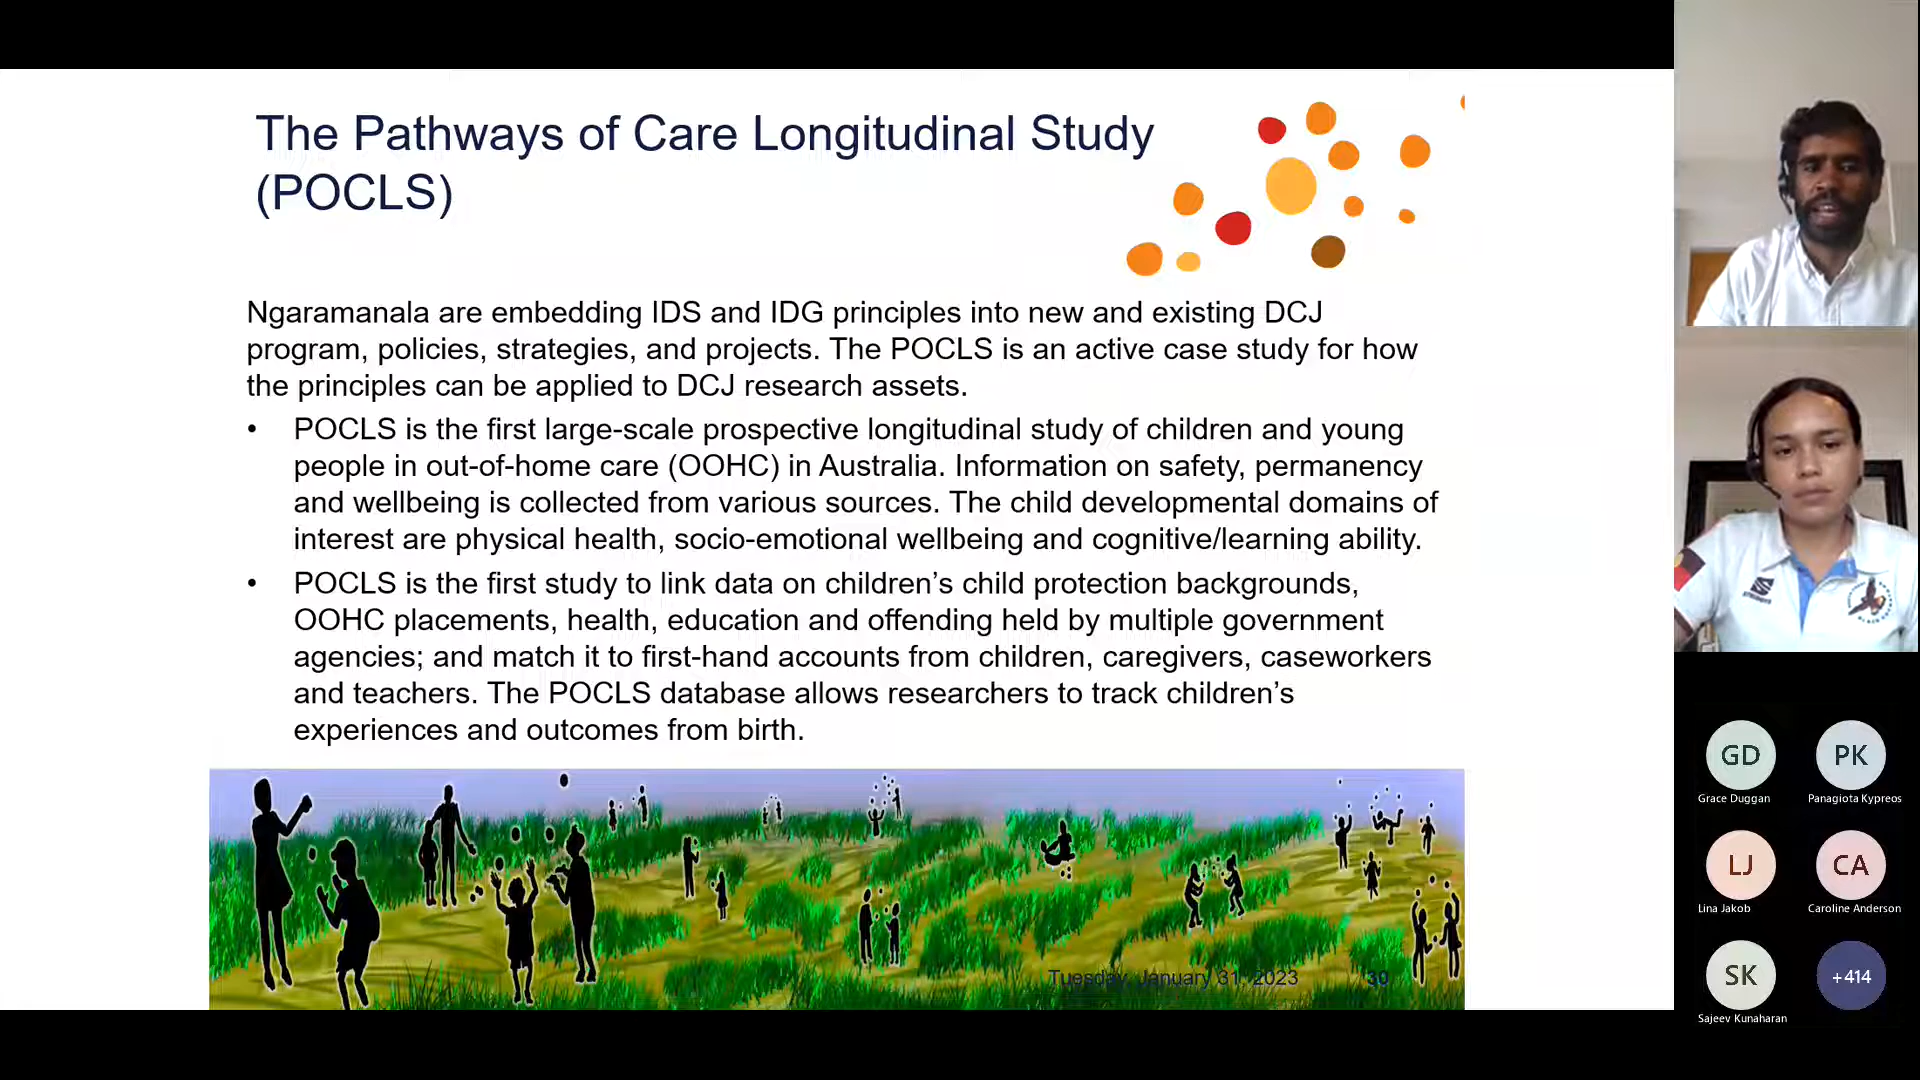 The Pathways of Care Longitudinal Study
(POCLS)
Ngaramanala are embedding IDS and IDG principles into new and existing DCJ
program, policies, strategies, and projects. The POCLS is an active case study for how
the principles can be applied to DCJ research assets.
• POCLS is the first large-scale prospective longitudinal study of children and young
people in out-of-home care (OOHC) in Australia. Information on safety, permanency
and wellbeing is collected from various sources. The child developmental domains of
interest are physical health, socio-emotional wellbeing and cognitive/learning ability.
• POCLS is the first study to link data on children’s child protection backgrounds,
OOHC placements, health, education and offending held by multiple government
agencies; and match it to first-hand accounts from children, caregivers, caseworkers
and teachers. The POCLS database allows researchers to track children’s
experiences and outcomes from birth.
Tuesday, January 31, 2023 30
GD PK
Grace Duggan Panagiota Kypreos
LJ CA
Lina Jakob Caroline Anderson
SK +414
Sajeev Kunaharan